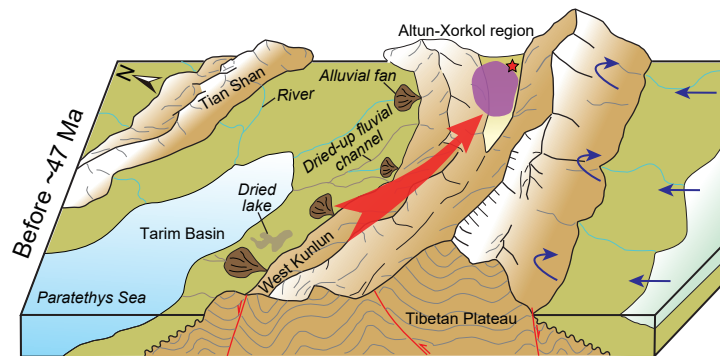 Altun-Xorkol region
N
Tian Shan
Alluvial fan
River
Dried-up fluvial
channel
Before ~47 Ma
Dried
lake
Tarim Basin
West Kunlun
Paratethys Sea
Tibetan Plateau